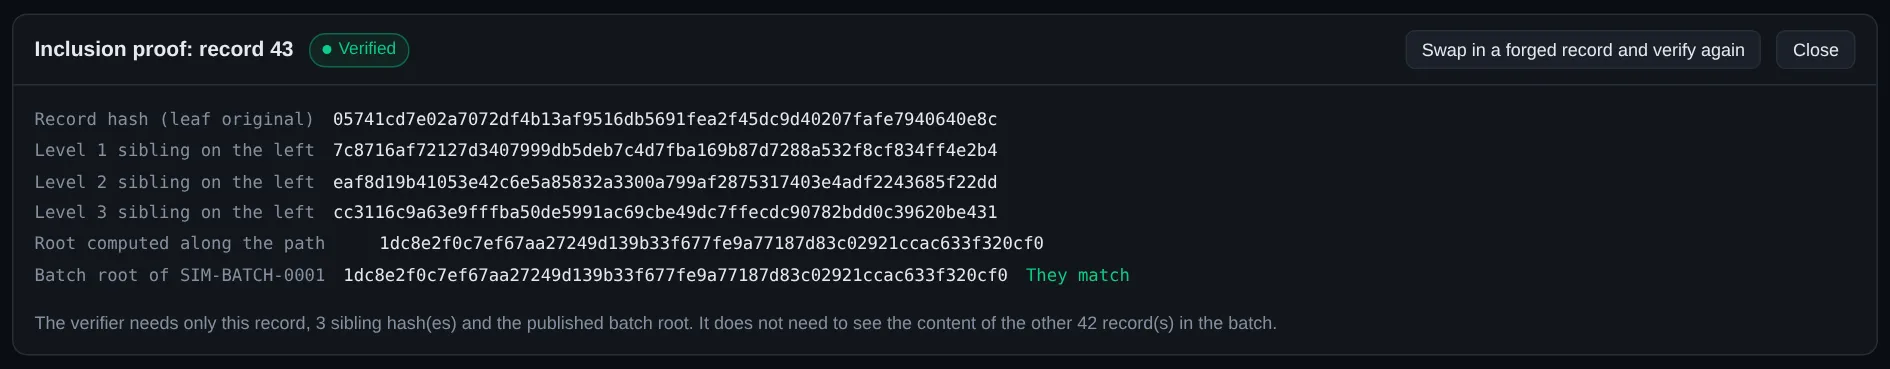 Inclusion proof: record 43
Verified
Swap in a forged record and verify again
Close
Record hash (leaf original) 05741cd7e02a7072df4b13af9516db5691fea2f45dc9d40207fafe7940640e8c
Level 1 sibling on the left 7c8716af72127d3407999db5deb7c4d7fba169b87d7288a532f8cf834ff4e2b4
Level 2 sibling on the left eaf8d19b41053e42c6e5a85832a3300a799af2875317403e4adf2243685f22dd
Level 3 sibling on the left cc3116c9a63e9fffba50de5991ac69cbe49dc7ffecdc90782bdd0c39620be431
Root computed along the path 1dc8e2f0c7ef67aa27249d139b33f677fe9a77187d83c02921ccac633f320cf0
Batch root of SIM-BATCH-0001 1dc8e2f0c7ef67aa27249d139b33f677fe9a77187d83c02921ccac633f320cf0 They match
The verifier needs only this record, 3 sibling hash(es) and the published batch root. It does not need to see the content of the other 42 record(s) in the batch.